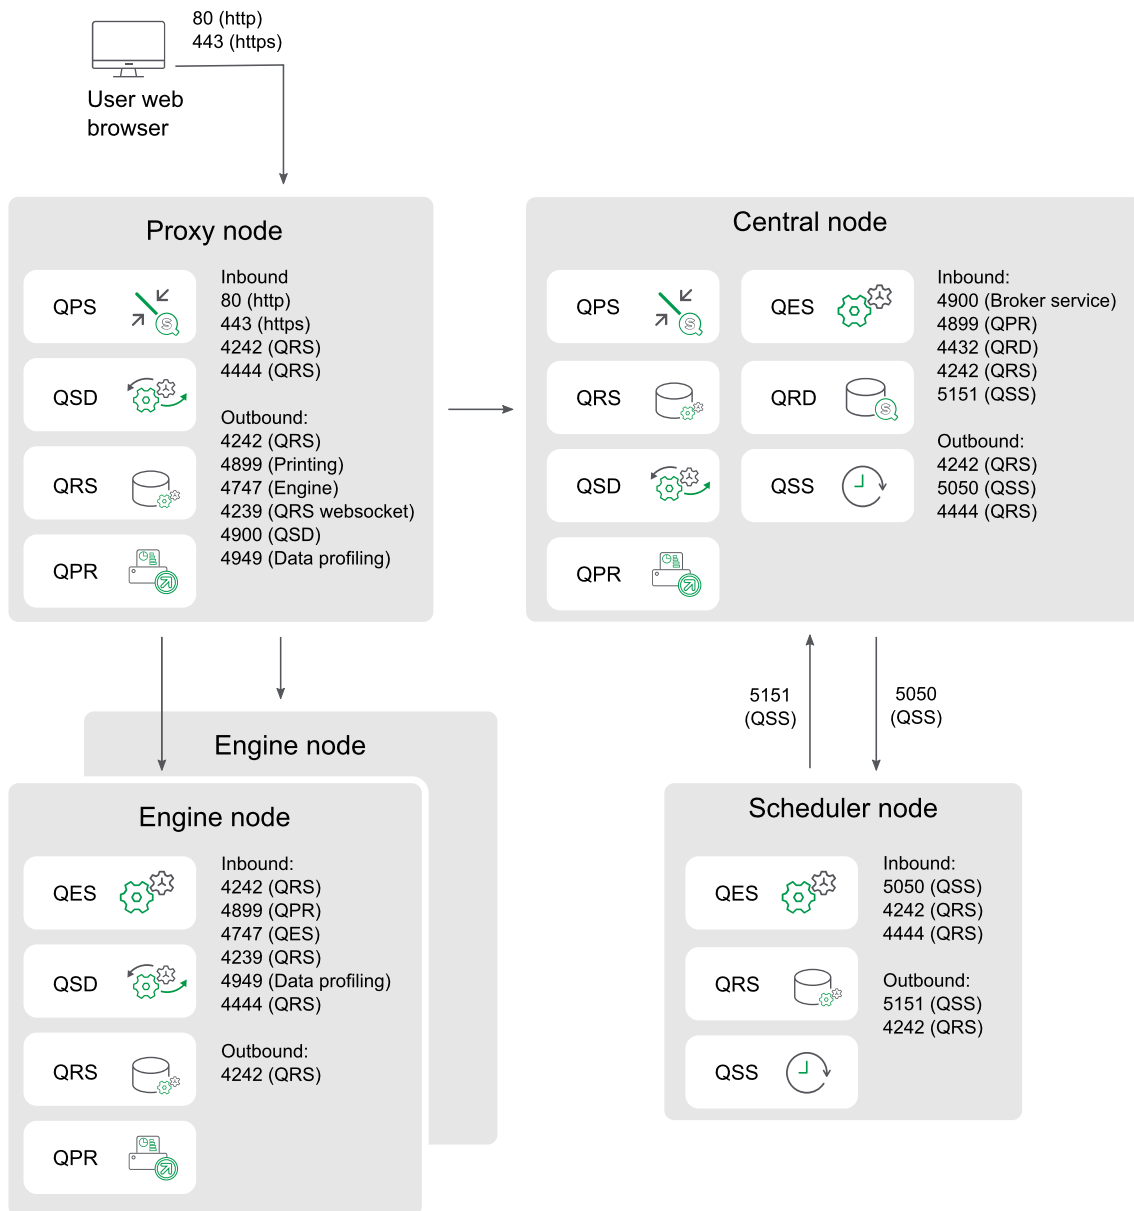 80 (http)
443 (https)
User web
browser
Proxy node
QPS
QSD
QRS
QPR
Inbound
80 (http)
443 (https)
4242 (QRS)
4444 (QRS)
Outbound:
4242 (QRS)
4899 (Printing)
4747 (Engine)
4239 (QRS websocket)
4900 (QSD)
4949 (Data profiling)
Central node
QPS
QES
QRS
QRD
QSD
QSS
QPR
Inbound:
4900 (Broker service)
4899 (QPR)
4432 (QRD)
4242 (QRS)
5151 (QSS)
Outbound:
4242 (QRS)
5050 (QSS)
4444 (QRS)
5151
(QSS)
5050
(QSS)
Engine node
Engine node
QES
QSD
QRS
QPR
Inbound:
4242 (QRS)
4899 (QPR)
4747 (QES)
4239 (QRS)
4949 (Data profiling)
4444 (QRS)
Outbound:
4242 (QRS)
Scheduler node
QES
QRS
QSS
Inbound:
5050 (QSS)
4242 (QRS)
4444 (QRS)
Outbound:
5151 (QSS)
4242 (QRS)